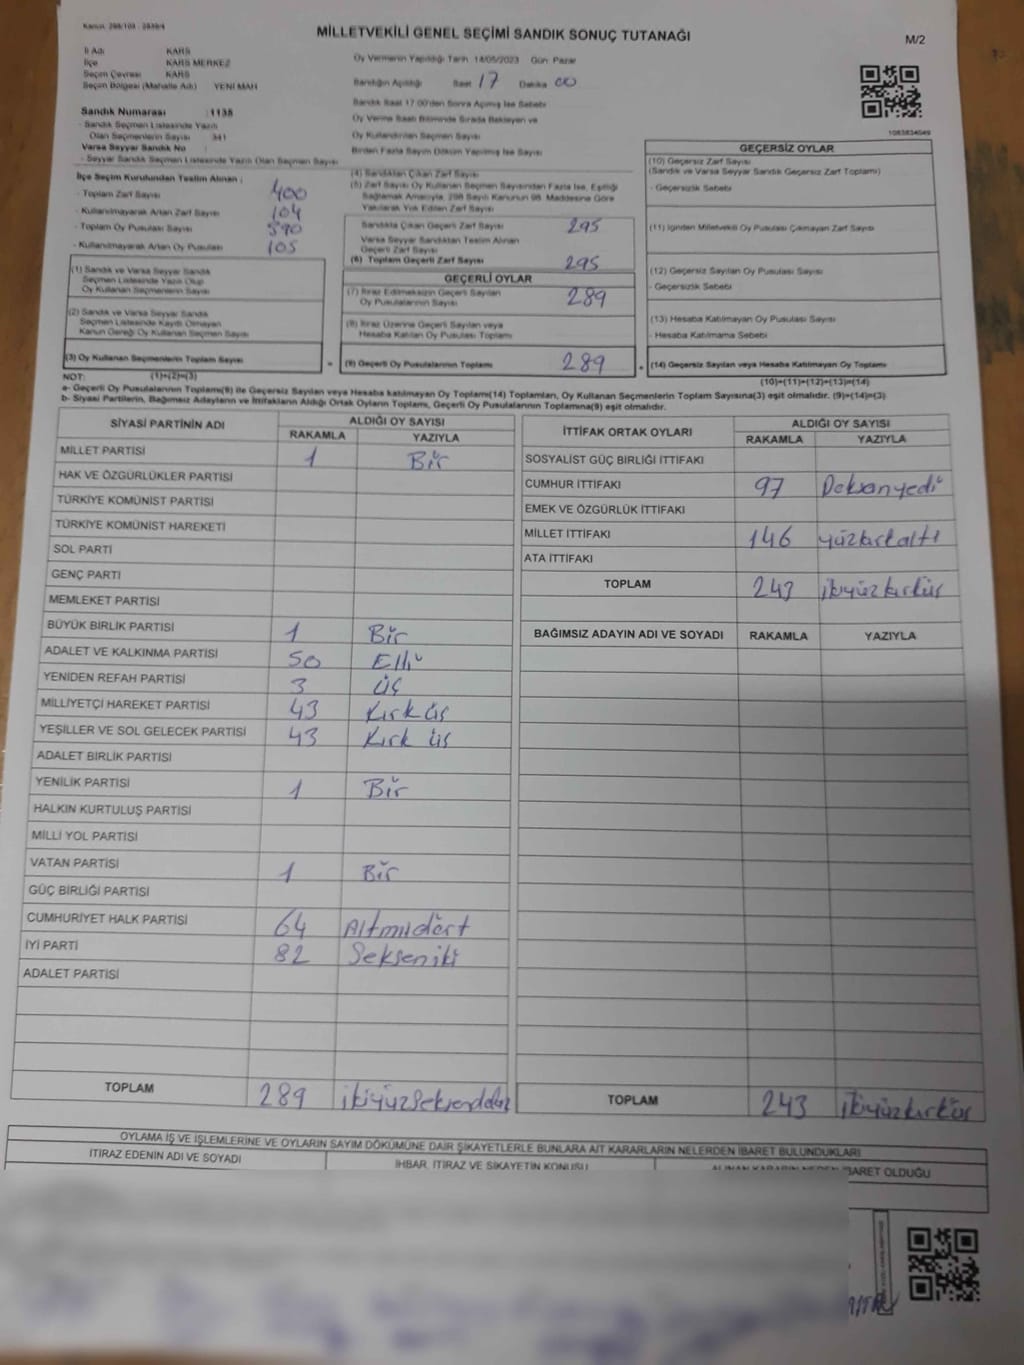 Kanun: 298/103 - 2839/4
MİLLETVEKİLİ GENEL SEÇİMİ SANDIK SONUÇ TUTANAĞI
M/2
İl Adı KARS
İlçe KARS MERKEZ
Seçim Çevresi KARS
Seçim Bölgesi (Mahalle Adı) YENİ MAH
Oy Vermenin Yapıldığı Tarih 14/05/2023 Gün Pazar
Sandığın Açıldığı Saat 17 Dakika 00
Sandık Saat 17.00'den Sonra Açılmış İse Sebebi
Sandık Numarası :1135
- Sandık Seçmen Listesinde Yazılı
Olan Seçmenlerin Sayısı 341
Varsa Seyyar Sandık No :
- Seyyar Sandık Seçmen Listesinde Yazılı Olan Seçmen Sayısı
Oy Verme Saati Bitiminde Sırada Bekleyen ve
Oy Kullandırılan Seçmen Sayısı
Birden Fazla Sayım Döküm Yapılmış İse Sayısı
1083834049
İlçe Seçim Kurulundan Teslim Alınan ;
- Toplam Zarf Sayısı 400
- Kullanılmayarak Artan Zarf Sayısı 104
- Toplam Oy Pusulası Sayısı 390
- Kullanılmayarak Artan Oy Pusulası 105
(4) Sandıktan Çıkan Zarf Sayısı
(5) Zarf Sayısı Oy Kullanan Seçmen Sayısından Fazla İse, Eşitliği
Sağlamak Amacıyla, 298 Sayılı Kanunun 98. Maddesine Göre
Yakılarak Yok Edilen Zarf Sayısı
Sandıkta Çıkan Geçerli Zarf Sayısı 295
Varsa Seyyar Sandıktan Teslim Alınan
Geçerli Zarf Sayısı
(6) Toplam Geçerli Zarf Sayısı 295
GEÇERSİZ OYLAR
(10) Geçersiz Zarf Sayısı
(Sandık ve Varsa Seyyar Sandık Geçersiz Zarf Toplamı)
- Geçersizlik Sebebi
(11) İçinden Milletvekili Oy Pusulası Çıkmayan Zarf Sayısı
(12) Geçersiz Sayılan Oy Pusulası Sayısı
- Geçersizlik Sebebi
(13) Hesaba Katılmayan Oy Pusulası Sayısı
- Hesaba Katılmama Sebebi
(1) Sandık ve Varsa Seyyar Sandık
Seçmen Listesinde Yazılı Olup
Oy Kullanan Seçmenlerin Sayısı
(2) Sandık ve Varsa Seyyar Sandık
Seçmen Listesinde Kayıtlı Olmayan
Kanun Gereği Oy Kullanan Seçmen Sayısı
GEÇERLİ OYLAR
(7) İtiraz Edilmeksizin Geçerli Sayılan
Oy Pusulalarının Sayısı 289
(8) İtiraz Üzerine Geçerli Sayılan veya
Hesaba Katılan Oy Pusulası Toplamı
(3) Oy Kullanan Seçmenlerin Toplam Sayısı = (9) Geçerli Oy Pusulalarının Toplamı 289 + (14) Geçersiz Sayılan veya Hesaba Katılmayan Oy Toplamı
NOT: (1)+(2)=(3) (10)+(11)+(12)+(13)=(14)
a- Geçerli Oy Pusulalarının Toplamı(9) ile Geçersiz Sayılan veya Hesaba katılmayan Oy Toplamı(14) Toplamları, Oy Kullanan Seçmenlerin Toplam Sayısına(3) eşit olmalıdır. (9)+(14)=(3)
b- Siyasi Partilerin, Bağımsız Adayların ve İttifakların Aldığı Ortak Oyların Toplamı, Geçerli Oy Pusulalarının Toplamına(9) eşit olmalıdır.
SİYASİ PARTİNİN ADI ALDIĞI OY SAYISI
RAKAMLA YAZIYLA
MİLLET PARTİSİ 1 Bir
HAK VE ÖZGÜRLÜKLER PARTİSİ
TÜRKİYE KOMÜNİST PARTİSİ
TÜRKİYE KOMÜNİST HAREKETİ
SOL PARTİ
GENÇ PARTİ
MEMLEKET PARTİSİ
BÜYÜK BİRLİK PARTİSİ 1 Bir
ADALET VE KALKINMA PARTİSİ 50 Elli
YENİDEN REFAH PARTİSİ 3 üç
MİLLİYETÇİ HAREKET PARTİSİ 43 Kırk üç
YEŞİLLER VE SOL GELECEK PARTİSİ 43 Kırk üç
ADALET BİRLİK PARTİSİ
YENİLİK PARTİSİ 1 Bir
HALKIN KURTULUŞ PARTİSİ
MİLLİ YOL PARTİSİ
VATAN PARTİSİ 1 Bir
GÜÇ BİRLİĞİ PARTİSİ
CUMHURİYET HALK PARTİSİ 64 Altmıdört
İYİ PARTİ 82 Sekseniki
ADALET PARTİSİ
TOPLAM 289
İTTİFAK ORTAK OYLARI ALDIĞI OY SAYISI
RAKAMLA YAZIYLA
SOSYALİST GÜÇ BİRLİĞİ İTTİFAKI
CUMHUR İTTİFAKI 97 Doksanyedi
EMEK VE ÖZGÜRLÜK İTTİFAKI
MİLLET İTTİFAKI 146 yüzkırkaltı
ATA İTTİFAKI
TOPLAM 243 ikiyüzkırküç
BAĞIMSIZ ADAYIN ADI VE SOYADI RAKAMLA YAZIYLA
TOPLAM 243 ikiyüzkırküç
OYLAMA İŞ VE İŞLEMLERİNE VE OYLARIN SAYIM DÖKÜMÜNE DAİR ŞİKAYETLERLE BUNLARA AİT KARARLARIN NELERDEN İBARET BULUNDUKLARI
İTİRAZ EDENİN ADI VE SOYADI İHBAR, İTİRAZ VE ŞİKAYETİN KONUSU ALINAN KARARIN NEDEN İBARET OLDUĞU